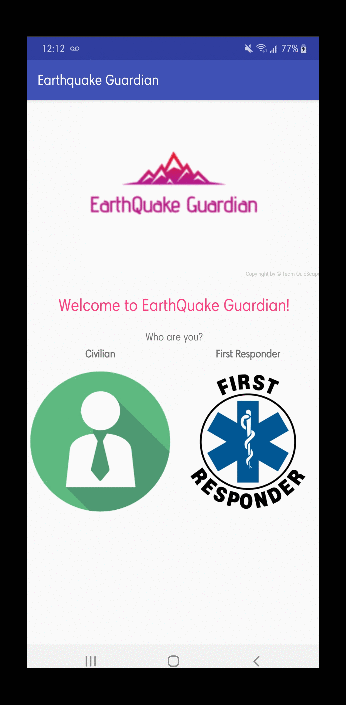 12:12
77%
Earthquake Guardian
EarthQuake Guardian
Copyright by ©
Welcome to EarthQuake Guardian!
Who are you?
Civilian
First Responder
FIRST
RESPONDER